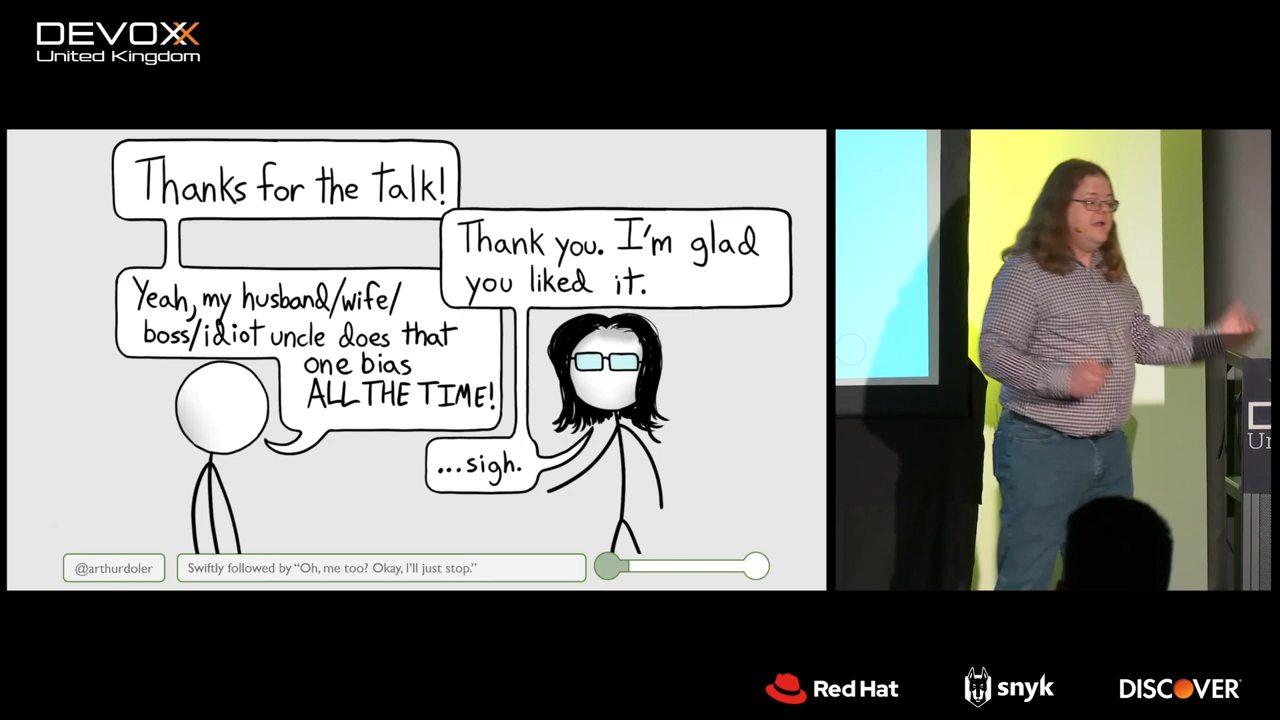 DEVOXX
United Kingdom
Thanks for the talk!
Thank you. I'm glad
you liked it.
Yeah, my husband/wife/
boss/idiot uncle does that
one bias
ALL THE TIME!
...sigh.
@arthurdoler
Swiftly followed by “Oh, me too? Okay, I'll just stop.”
D
Un
Red Hat
snyk
DISCOVER